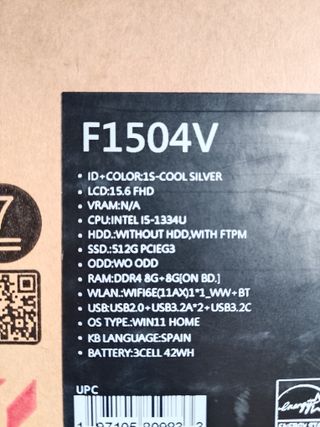 F1504V
• ID+COLOR:1S-COOL SILVER
• LCD:15.6 FHD
• VRAM:N/A
• CPU:INTEL I5-1334U
• HDD.:WITHOUT HDD,WITH FTPM
• SSD.:512G PCIEG3
• ODD:WO ODD
• RAM:DDR4 8G+8G[ON BD.]
• WLAN.:WIFI6E(11AX)1*1_WW+BT
• USB:USB2.0+USB3.2A*2+USB3.2C
• OS TYPE.:WIN11 HOME
• KB LANGUAGE:SPAIN
• BATTERY:3CELL 42WH
7
UPC
energy